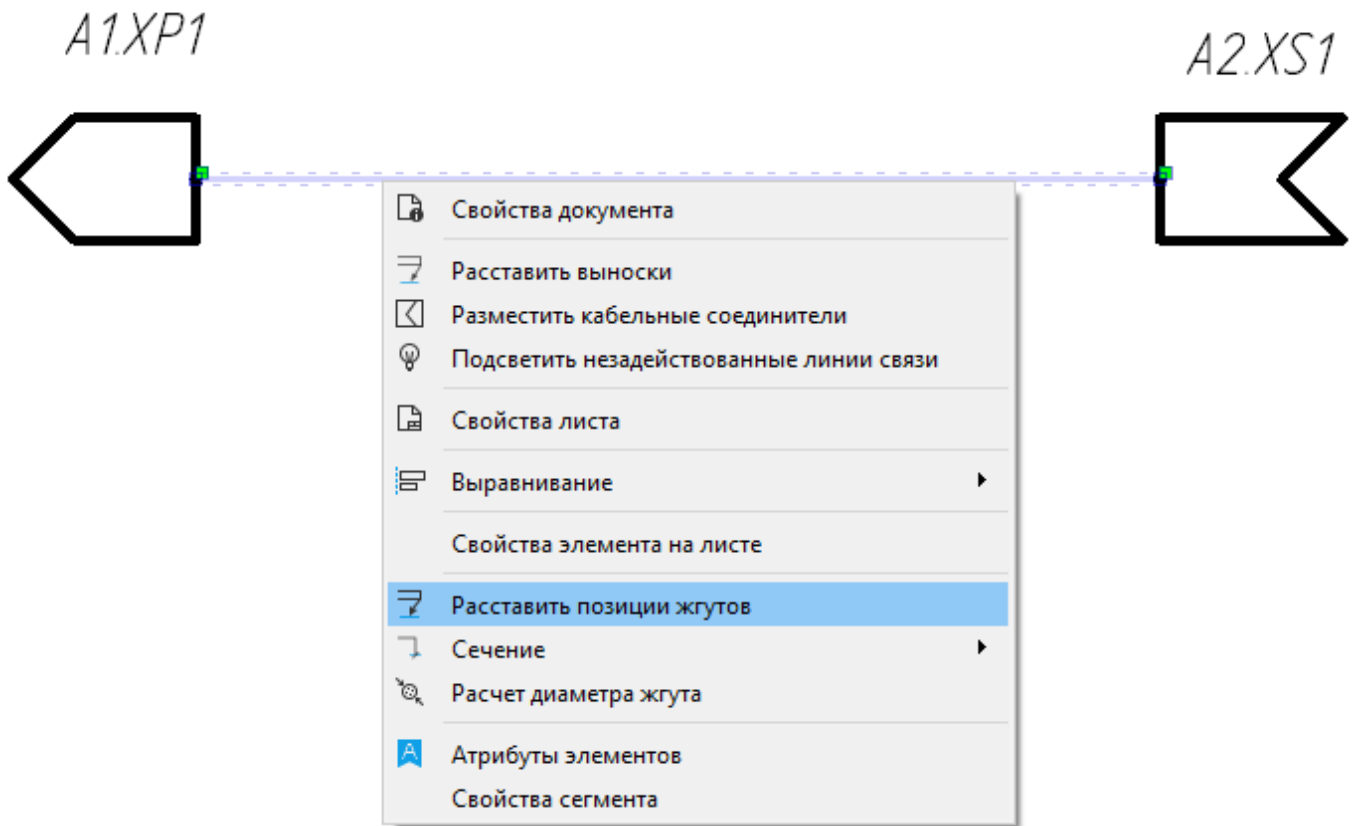 A1.XP1
A2.XS1
Свойства документа
Расставить выноски
Разместить кабельные соединители
Подсветить незадействованные линии связи
Свойства листа
Выравнивание
Свойства элемента на листе
Расставить позиции жгутов
Сечение
Расчет диаметра жгута
Атрибуты элементов
Свойства сегмента